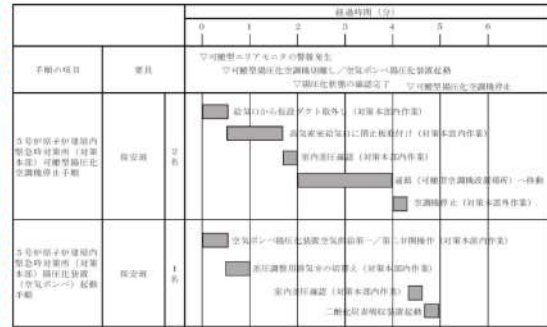 経過時間（分）
手順の項目
要員
0
1
2
3
4
5
6
▽可搬型エリアモニタの警報発生
▽可搬型陽圧化空調機切離し／空気ボンベ陽圧化装置起動
▽陽圧化状態の確認完了
▽可搬型陽圧化空調機停止
5号炉原子炉建屋内
緊急時対策所（対策
本部）可搬型陽圧化
空調機停止手順
保安班
2
名
給気口から仮設ダクト取外し（対策本部内作業）
高気密室給気口に閉止板取付け（対策本部内作業）
室内差圧確認（対策本部内作業）
通路（可搬型空調機設置場所）へ移動
空調機停止（対策本部外作業）
5号炉原子炉建屋内
緊急時対策所（対策
本部）陽圧化装置
（空気ボンベ）起動
手順
保安班
1
名
空気ボンベ陽圧化装置空気供給第一／第二弁開操作（対策本部内作業）
差圧調整用排気弁の切替え（対策本部内作業）
室内差圧確認（対策本部内作業）
二酸化炭素吸収装置起動